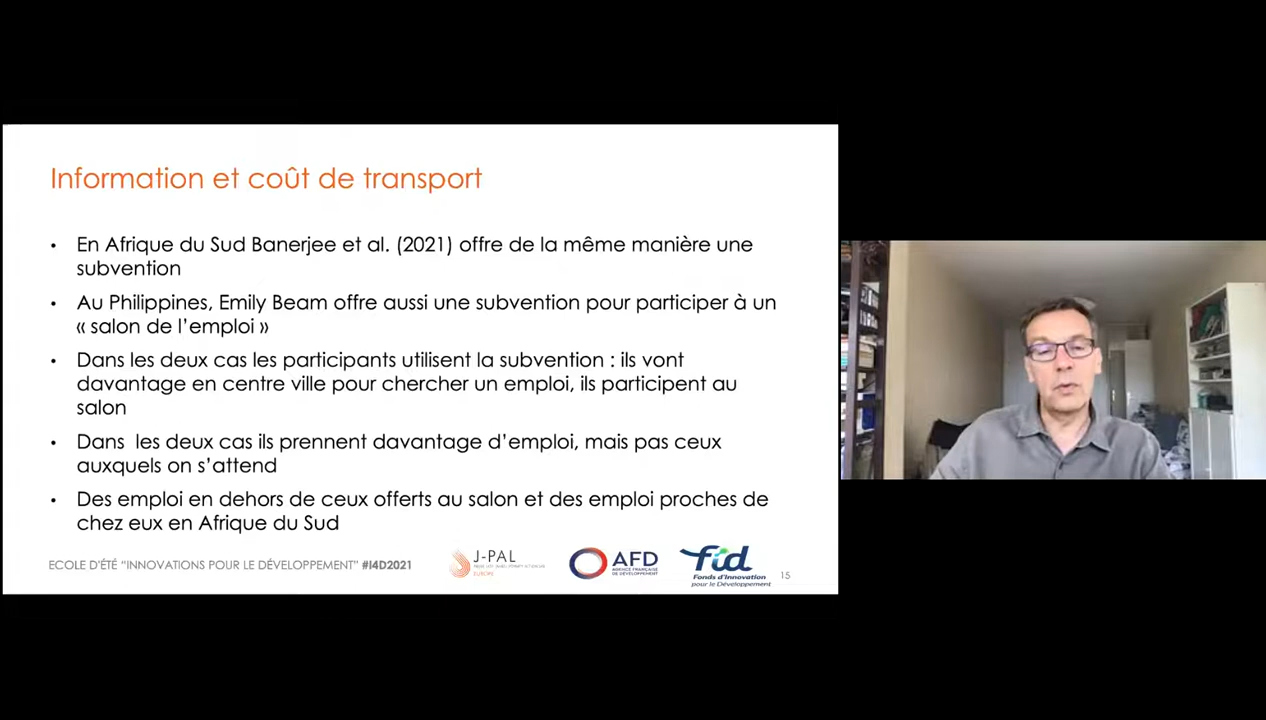 Information et coût de transport
• En Afrique du Sud Banerjee et al. (2021) offre de la même manière une
subvention
• Au Philippines, Emily Beam offre aussi une subvention pour participer à un
« salon de l’emploi »
• Dans les deux cas les participants utilisent la subvention : ils vont
davantage en centre ville pour chercher un emploi, ils participent au
salon
• Dans les deux cas ils prennent davantage d’emploi, mais pas ceux
auxquels on s’attend
• Des emploi en dehors de ceux offerts au salon et des emploi proches de
chez eux en Afrique du Sud
ECOLE D'ÉTÉ “INNOVATIONS POUR LE DÉVELOPPEMENT” #I4D2021
J-PAL
EUROPE
AFD
AGENCE FRANÇAISE
DE DÉVELOPPEMENT
fid
Fonds d'Innovation
pour le Développement
15